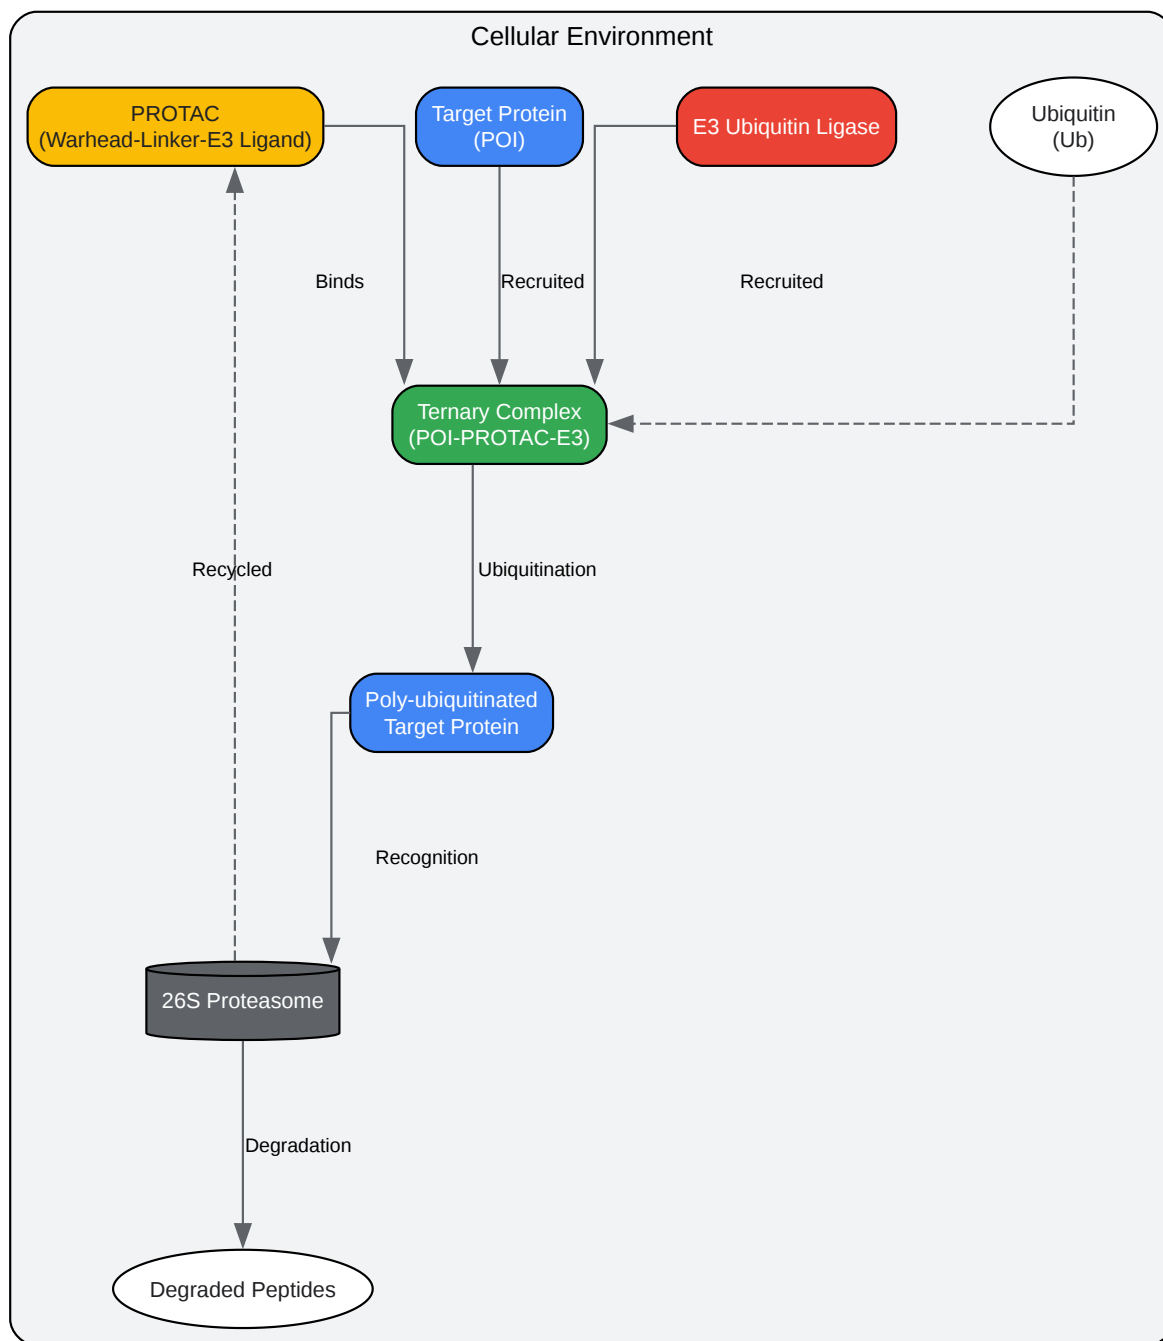 Cellular Environment
PROTAC
(Warhead-Linker-E3 Ligand)
Target Protein
(POI)
E3 Ubiquitin Ligase
Ubiquitin
(Ub)
Binds
Recruited
Recruited
Ternary Complex
(POI-PROTAC-E3)
Recycled
Ubiquitination
Poly-ubiquitinated
Target Protein
Recognition
26S Proteasome
Degradation
Degraded Peptides